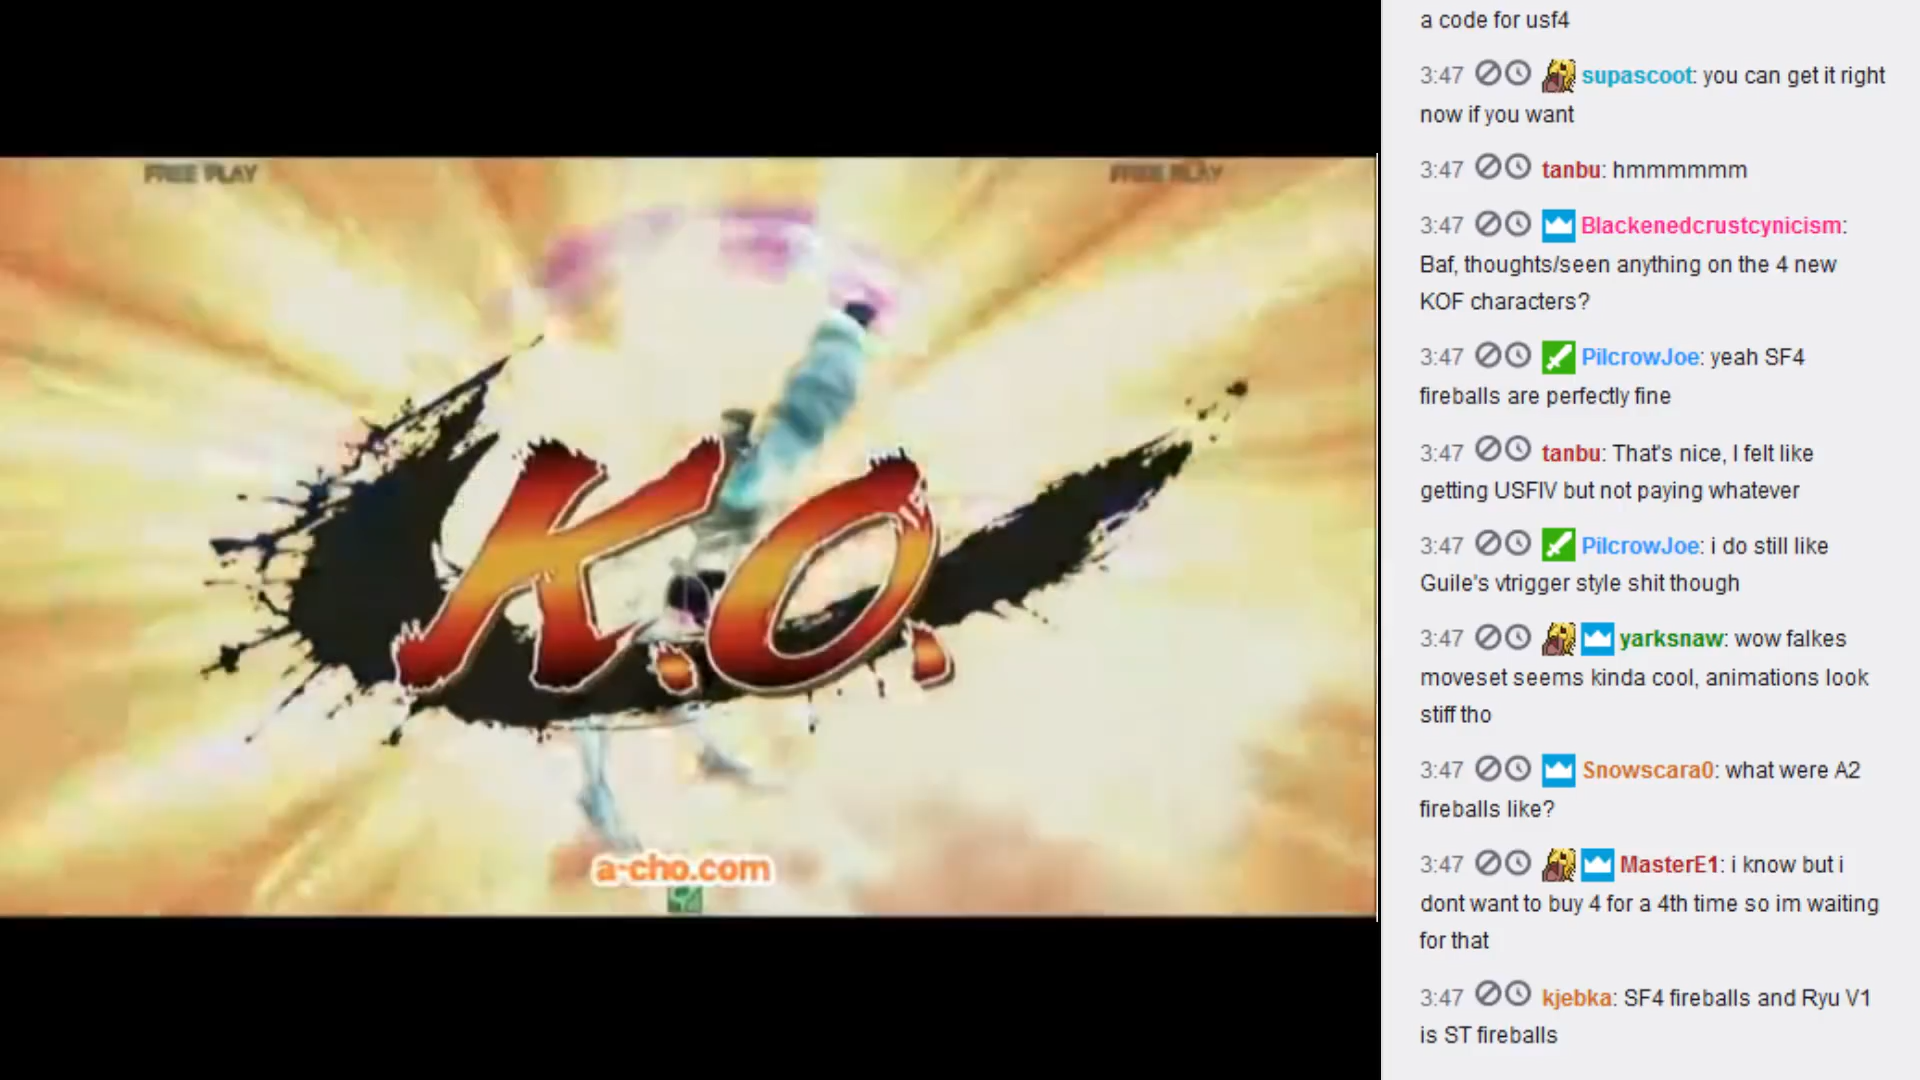 FREE PLAY
FREE PLAY
K.O.
a-cho.com
a code for usf4
3:47 supascoot: you can get it right
now if you want
3:47 tanbu: hmmmmmm
3:47 Blackenedcrustcynicism:
Baf, thoughts/seen anything on the 4 new
KOF characters?
3:47 PilcrowJoe: yeah SF4
fireballs are perfectly fine
3:47 tanbu: That's nice, I felt like
getting USFIV but not paying whatever
3:47 PilcrowJoe: i do still like
Guile's vtrigger style shit though
3:47 yarksnaw: wow falkes
moveset seems kinda cool, animations look
stiff tho
3:47 Snowscara0: what were A2
fireballs like?
3:47 MasterE1: i know but i
dont want to buy 4 for a 4th time so im waiting
for that
3:47 kjebka: SF4 fireballs and Ryu V1
is ST fireballs